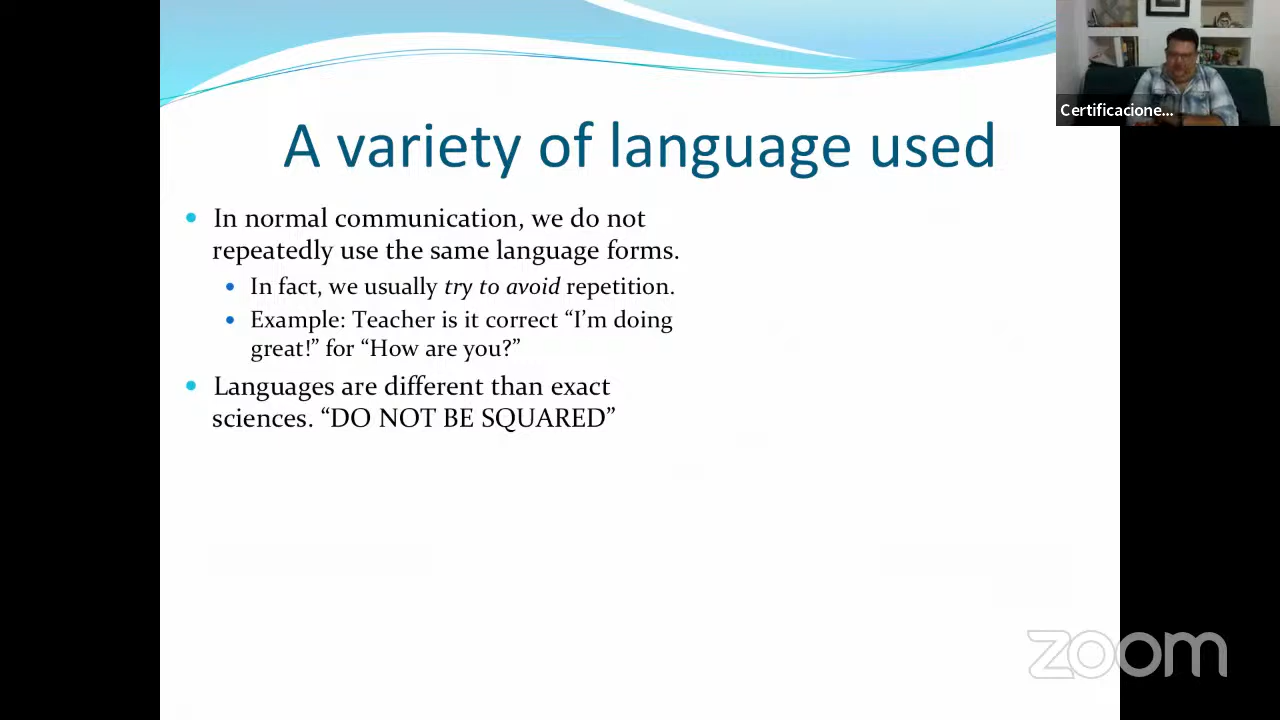 Certificacione...
A variety of language used
In normal communication, we do not
repeatedly use the same language forms.
In fact, we usually try to avoid repetition.
Example: Teacher is it correct “I’m doing
great!” for “How are you?”
Languages are different than exact
sciences. “DO NOT BE SQUARED”
zoom